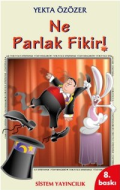 YEKTA ÖZÖZER
Ne
Parlak Fikir!
8.
baskı
SİSTEM YAYINCILIK